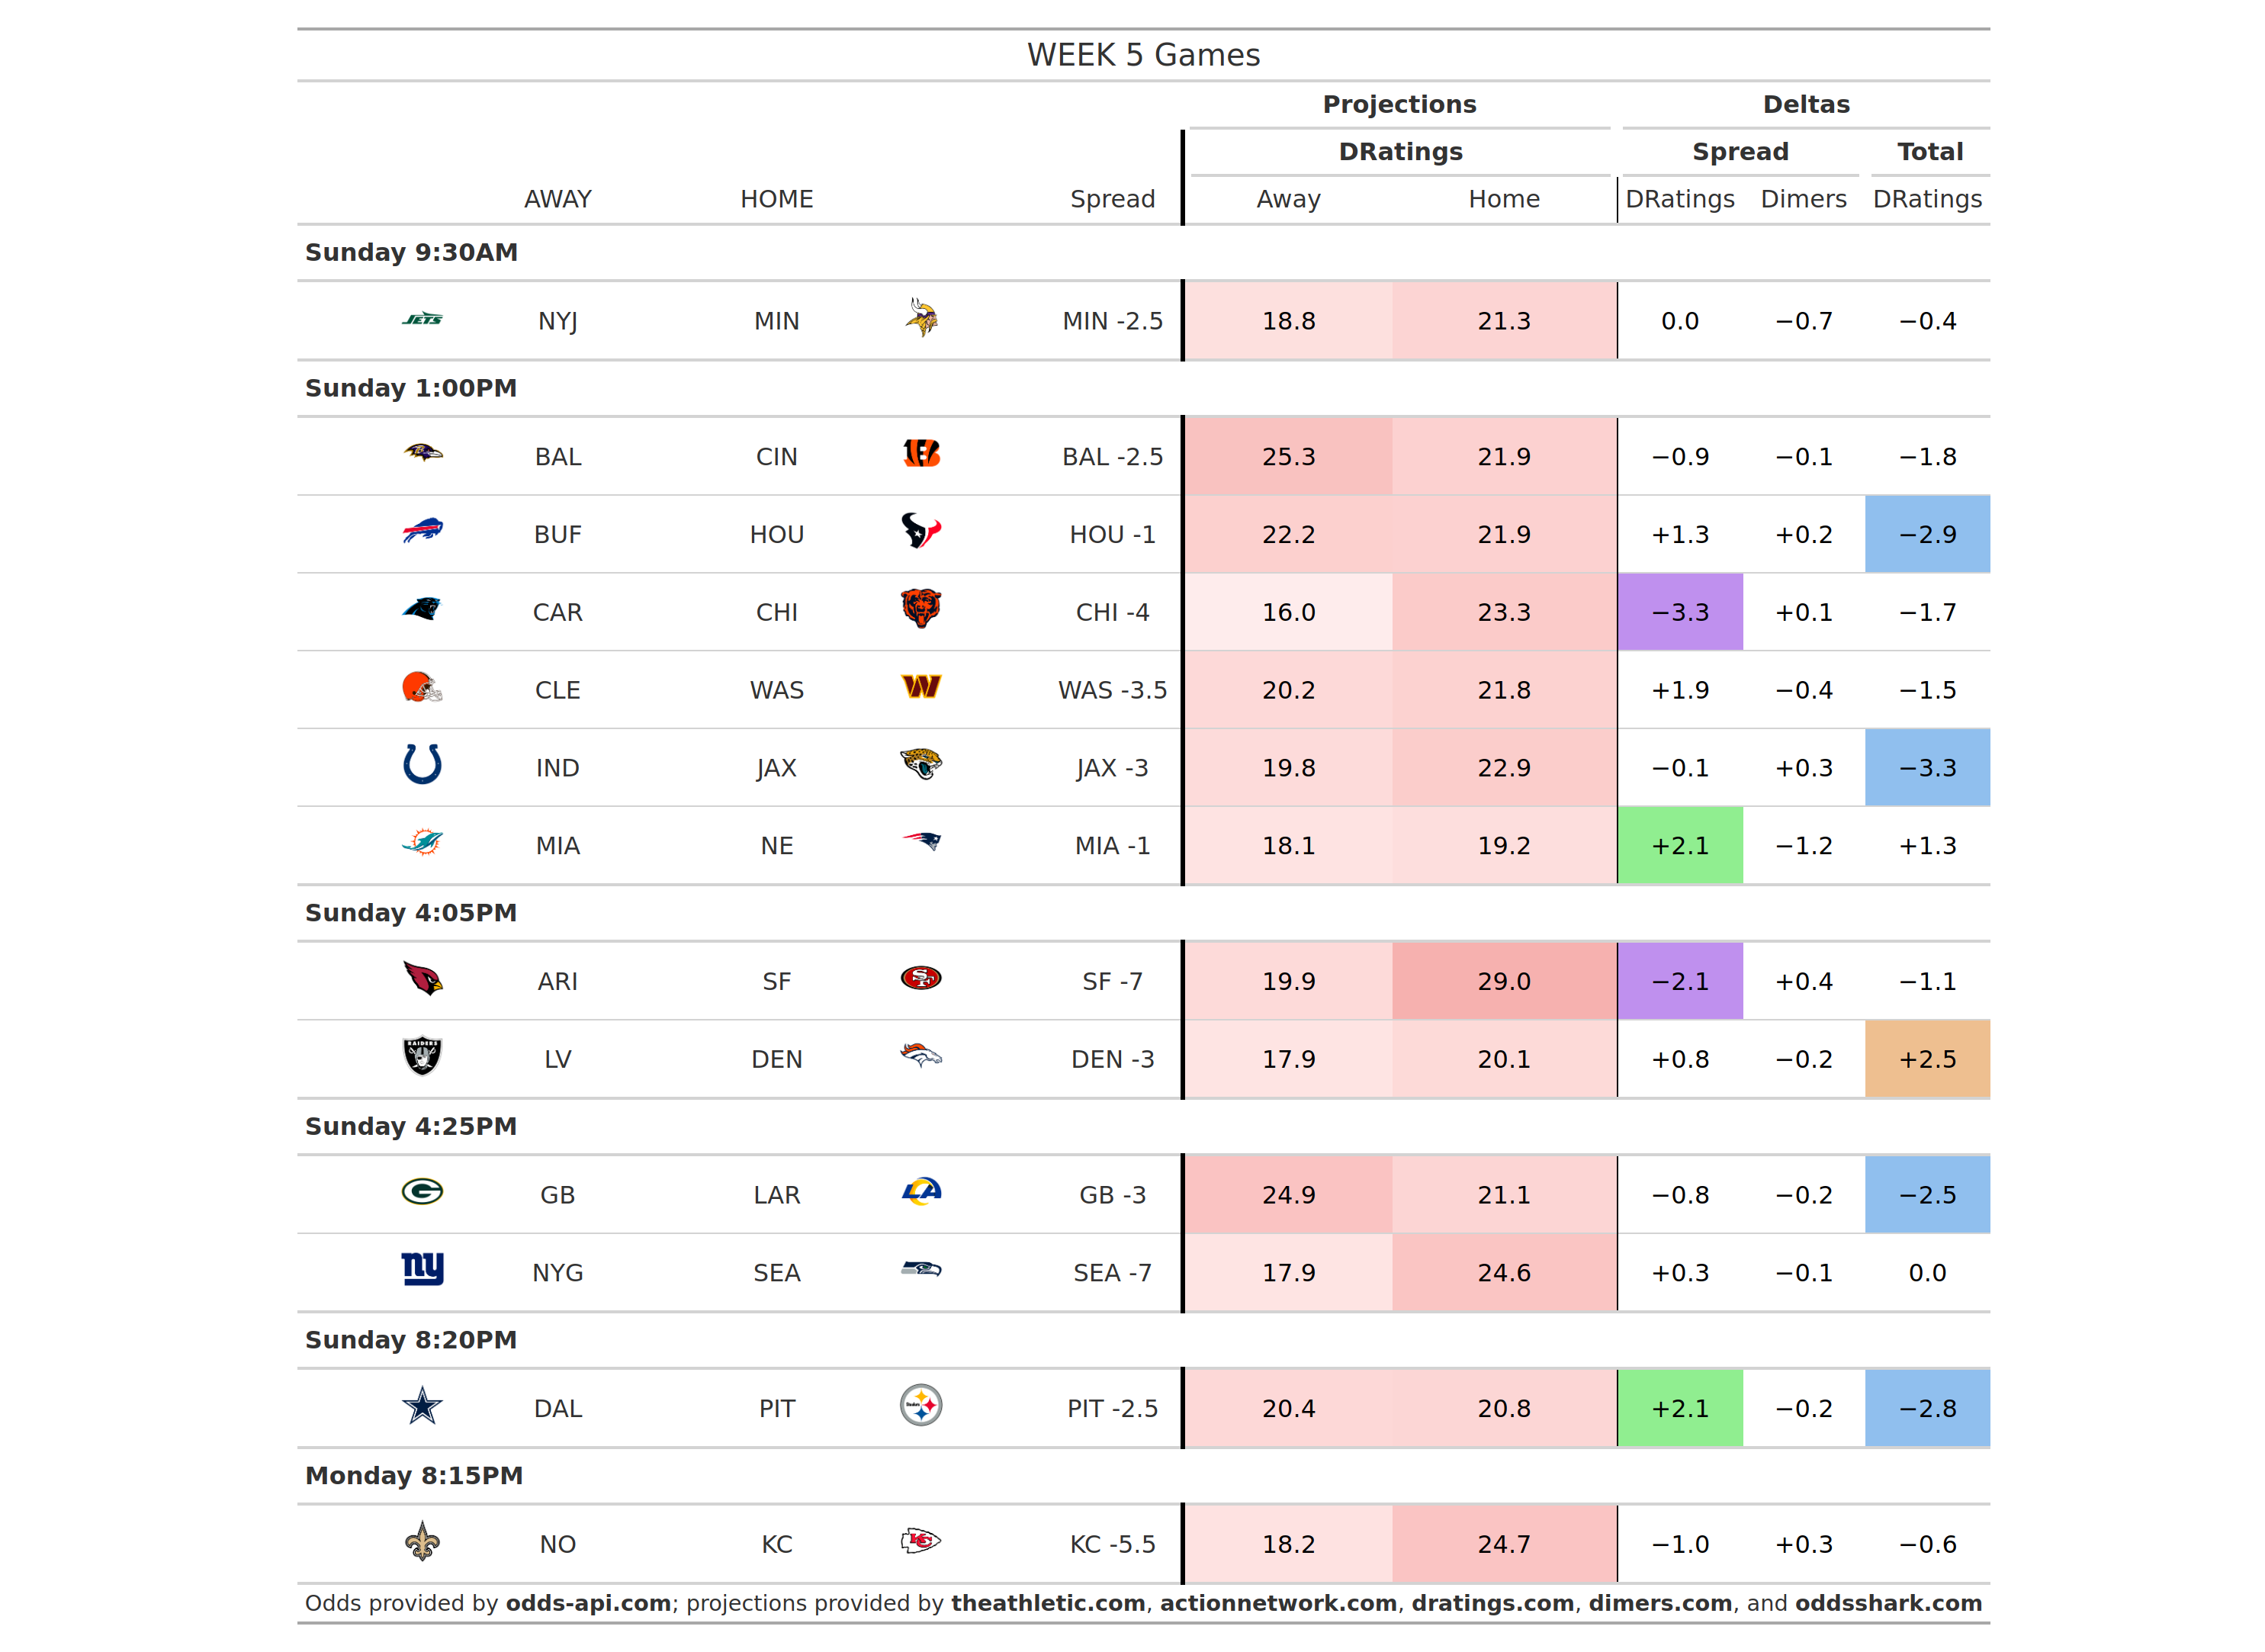 WEEK 5 Games
Projections Deltas
DRatings Spread Total
AWAY HOME Spread Away Home DRatings Dimers DRatings
Sunday 9:30AM
JETS NYJ MIN MIN -2.5 18.8 21.3 0.0 −0.7 −0.4
Sunday 1:00PM
BAL CIN BAL -2.5 25.3 21.9 −0.9 −0.1 −1.8
BUF HOU HOU -1 22.2 21.9 +1.3 +0.2 −2.9
CAR CHI CHI -4 16.0 23.3 −3.3 +0.1 −1.7
CLE WAS W WAS -3.5 20.2 21.8 +1.9 −0.4 −1.5
IND JAX JAX -3 19.8 22.9 −0.1 +0.3 −3.3
MIA NE MIA -1 18.1 19.2 +2.1 −1.2 +1.3
Sunday 4:05PM
ARI SF SF SF -7 19.9 29.0 −2.1 +0.4 −1.1
RAIDERS LV DEN DEN -3 17.9 20.1 +0.8 −0.2 +2.5
Sunday 4:25PM
G GB LAR LA GB -3 24.9 21.1 −0.8 −0.2 −2.5
ny NYG SEA SEA -7 17.9 24.6 +0.3 −0.1 0.0
Sunday 8:20PM
DAL PIT Steelers PIT -2.5 20.4 20.8 +2.1 −0.2 −2.8
Monday 8:15PM
NO KC KC KC -5.5 18.2 24.7 −1.0 +0.3 −0.6
Odds provided by odds-api.com; projections provided by theathletic.com, actionnetwork.com, dratings.com, dimers.com, and oddsshark.com